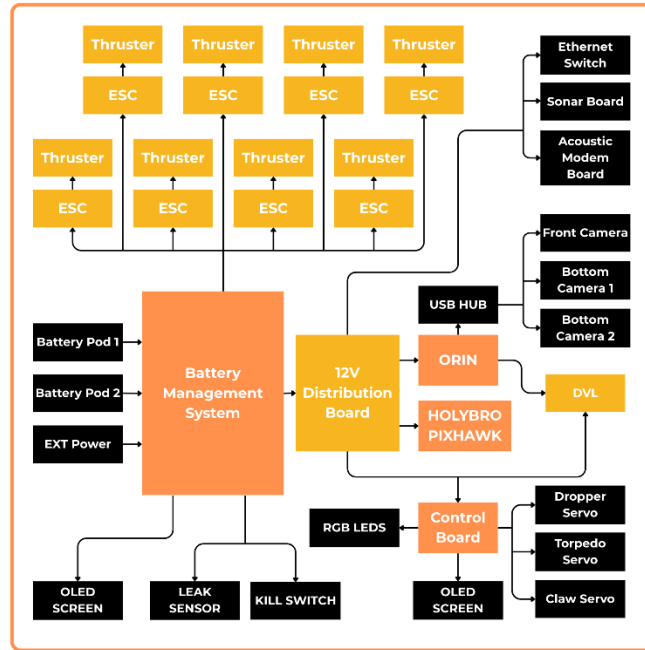 Thruster
Thruster
Thruster
Thruster
ESC
ESC
ESC
ESC
Thruster
Thruster
Thruster
Thruster
ESC
ESC
ESC
ESC
Ethernet
Switch
Sonar Board
Acoustic
Modem
Board
Front Camera
Bottom
Camera 1
Bottom
Camera 2
USB HUB
Battery Pod 1
Battery Pod 2
EXT Power
Battery
Management
System
12V
Distribution
Board
ORIN
HOLYBRO
PIXHAWK
DVL
RGB LEDS
Control
Board
Dropper
Servo
Torpedo
Servo
Claw Servo
OLED
SCREEN
LEAK
SENSOR
KILL SWITCH
OLED
SCREEN